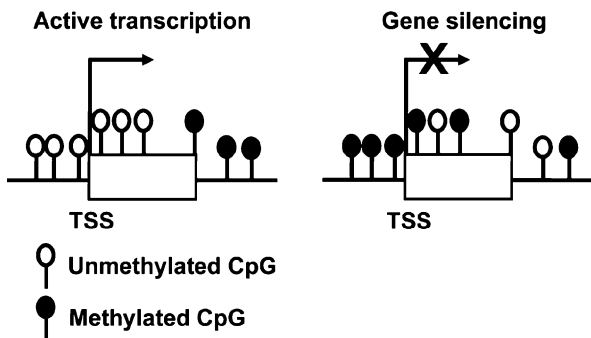 Active transcription
Gene silencing
X
TSS
TSS
Unmethylated CpG
Methylated CpG